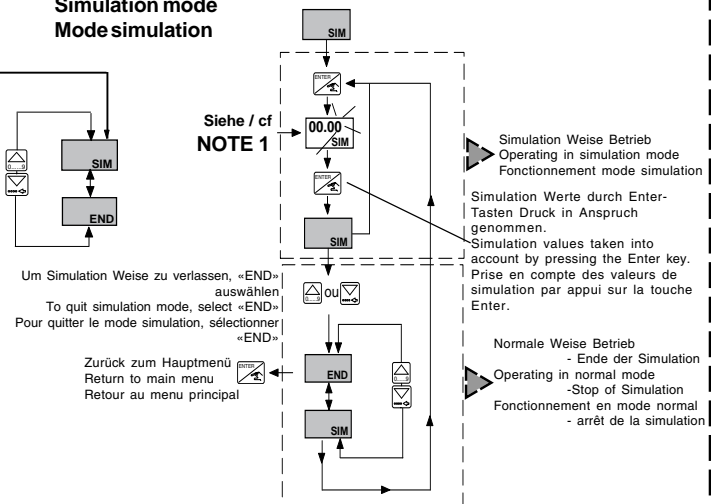 Simulation mode
Mode simulation
SIM
ENTER
Siehe / cf
NOTE 1
00.00
SIM
ENTER
SIM
0....9
SIM
END
Simulation Weise Betrieb
Operating in simulation mode
Fonctionnement mode simulation
Simulation Werte durch Enter-
Tasten Druck in Anspruch
genommen.
Simulation values taken into
account by pressing the Enter key.
Prise en compte des valeurs de
simulation par appui sur la touche
Enter.
Um Simulation Weise zu verlassen, «END»
auswählen
To quit simulation mode, select «END»
Pour quitter le mode simulation, sélectionner
«END»
0....9 ou
Zurück zum Hauptmenü
Return to main menu
Retour au menu principal
ENTER
END
0....9
SIM
Normale Weise Betrieb
- Ende der Simulation
Operating in normal mode
-Stop of Simulation
Fonctionnement en mode normal
- arrêt de la simulation